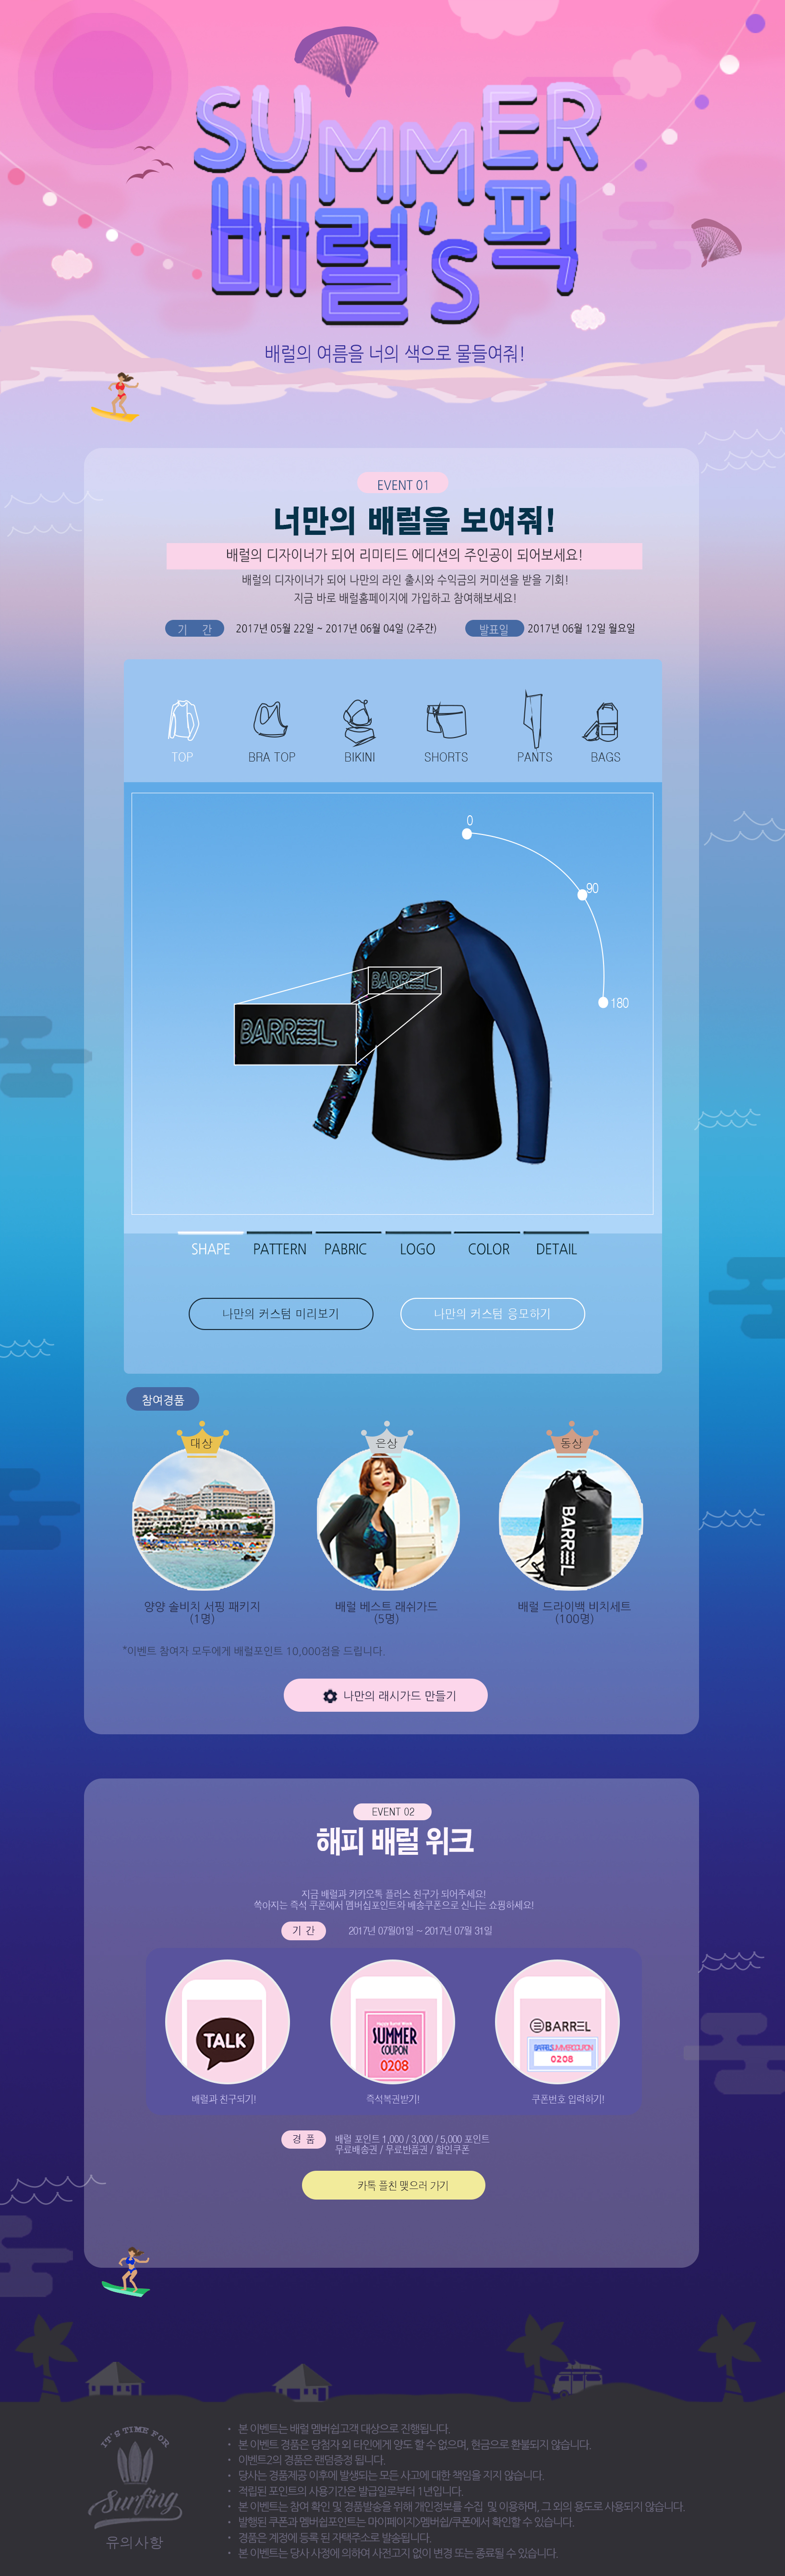 SUMMER
배럴's픽
배럴의 여름을 너의 색으로 물들여줘!
EVENT 01
너만의 배럴을 보여줘!
배럴의 디자이너가 되어 리미티드 에디션의 주인공이 되어보세요!
배럴의 디자이너가 되어 나만의 라인 출시와 수익금의 커미션을 받을 기회!
지금 바로 배럴홈페이지에 가입하고 참여해보세요!
기 간 2017년 05월 22일 ~ 2017년 06월 04일 (2주간) 발표일 2017년 06월 12일 월요일
TOP BRA TOP BIKINI SHORTS PANTS BAGS
0
90
BARREL
180
BARREL
SHAPE PATTERN PABRIC LOGO COLOR DETAIL
나만의 커스텀 미리보기 나만의 커스텀 응모하기
참여경품
대상 은상 동상
BARREL
양양 솔비치 서핑 패키지 배럴 베스트 래쉬가드 배럴 드라이백 비치세트
(1명) (5명) (100명)
*이벤트 참여자 모두에게 배럴포인트 10,000점을 드립니다.
나만의 래시가드 만들기
EVENT 02
해피 배럴 위크
지금 배럴과 카카오톡 플러스 친구가 되어주세요!
쏟아지는 즉석 쿠폰에서 멤버십포인트와 배송쿠폰으로 신나는 쇼핑하세요!
기 간 2017년 07월01일 ~ 2017년 07월 31일
TALK
SUMMER
COUPON
0208
BARREL
BARREL SUMMER COUPON
0208
배럴과 친구되기! 즉석복권받기! 쿠폰번호 입력하기!
경 품 배럴 포인트 1,000 / 3,000 / 5,000 포인트
무료배송권 / 무료반품권 / 할인쿠폰
카톡 플친 맺으러 가기
IT'S TIME FOR
Surfing
유의사항
• 본 이벤트는 배럴 멤버쉽고객 대상으로 진행됩니다.
• 본 이벤트 경품은 당첨자 외 타인에게 양도 할 수 없으며, 현금으로 환불되지 않습니다.
• 이벤트2의 경품은 랜덤증정 됩니다.
• 당사는 경품제공 이후에 발생되는 모든 사고에 대한 책임을 지지 않습니다.
• 적립된 포인트의 사용기간은 발급일로부터 1년입니다.
• 본 이벤트는 참여 확인 및 경품발송을 위해 개인정보를 수집 및 이용하며, 그 외의 용도로 사용되지 않습니다.
• 발행된 쿠폰과 멤버쉽포인트는 마이페이지>멤버쉽/쿠폰에서 확인할 수 있습니다.
• 경품은 계정에 등록 된 자택주소로 발송됩니다.
• 본 이벤트는 당사 사정에 의하여 사전고지 없이 변경 또는 종료될 수 있습니다.